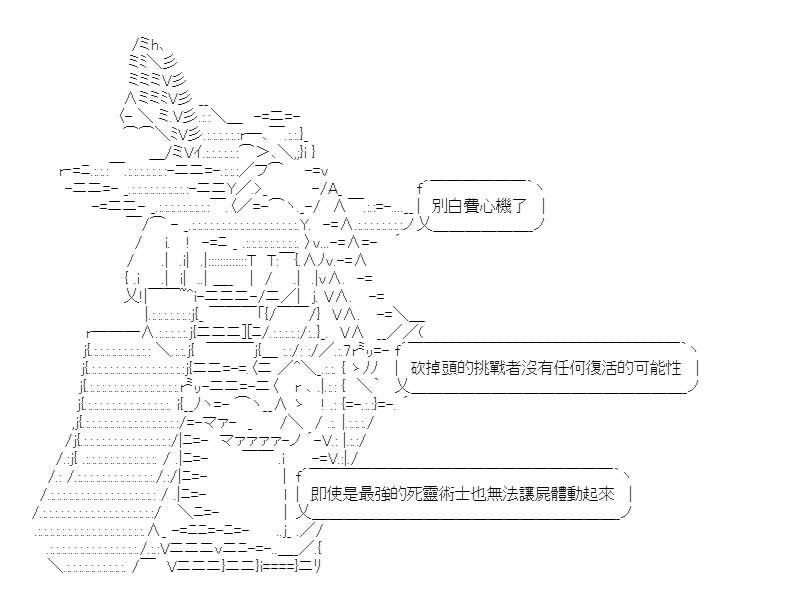 別白費心機了
砍掉頭的挑戰者沒有任何復活的可能性
即使是最強的死靈術士也無法讓屍體動起來